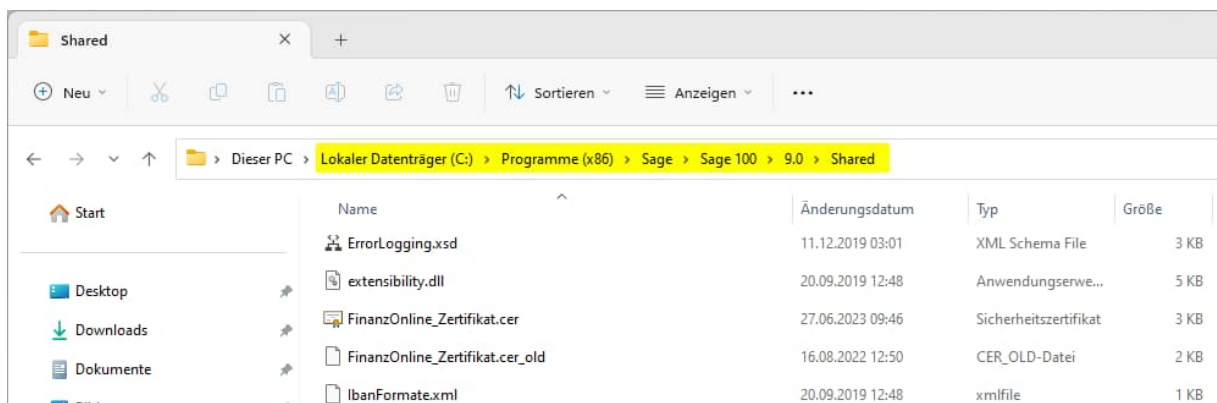 Shared
Neu
Sortieren
Anzeigen
Dieser PC > Lokaler Datenträger (C:) > Programme (x86) > Sage > Sage 100 > 9.0 > Shared
Start
Name Änderungsdatum Typ Größe
ErrorLogging.xsd 11.12.2019 03:01 XML Schema File 3 KB
extensibility.dll 20.09.2019 12:48 Anwendungserwe... 5 KB
Desktop
FinanzOnline_Zertifikat.cer 27.06.2023 09:46 Sicherheitszertifikat 3 KB
Downloads
FinanzOnline_Zertifikat.cer_old 16.08.2022 12:50 CER_OLD-Datei 2 KB
Dokumente
IbanFormate.xml 20.09.2019 12:48 xmlfile 1 KB